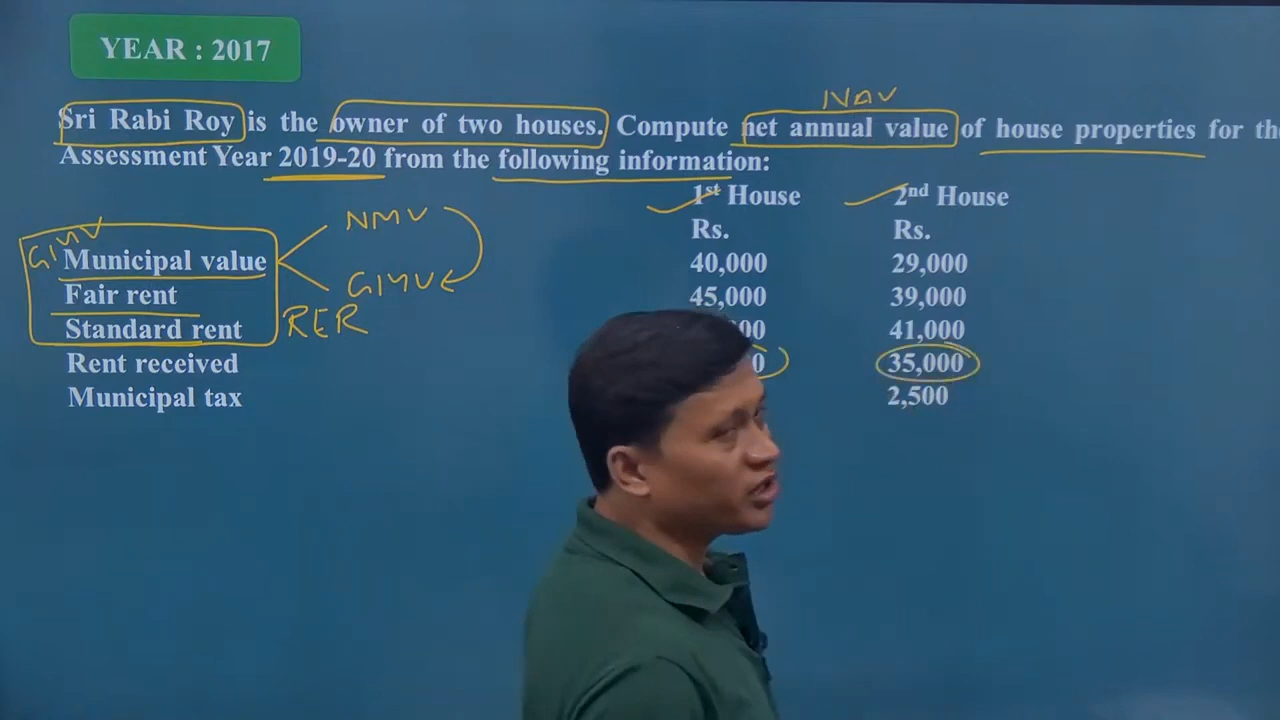 YEAR : 2017
NAV
Sri Rabi Roy is the owner of two houses. Compute net annual value of house properties for
Assessment Year 2019-20 from the following information:
1st House 2nd House
NMV
Rs. Rs.
GMV
Municipal value 40,000 29,000
GMV
Fair rent 45,000 39,000
Standard rent RER 41,000
Rent received 35,000
Municipal tax 2,500